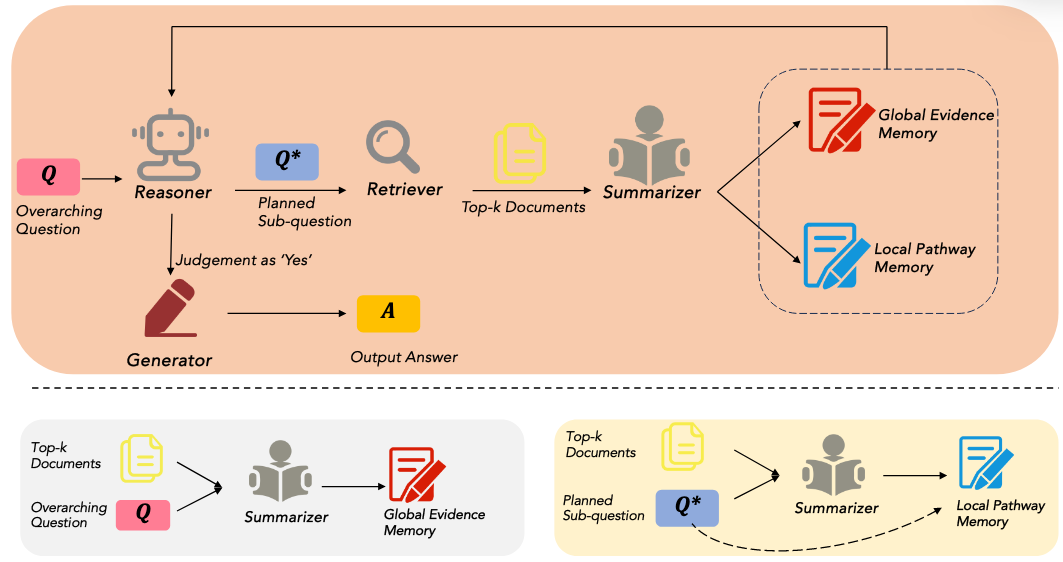 Q
Overarching
Question
Reasoner
Q*
Planned
Sub-question
Retriever
Top-k Documents
Summarizer
Global Evidence
Memory
Local Pathway
Memory
Judgement as 'Yes'
Generator
A
Output Answer
Top-k
Documents
Overarching
Question
Q
Summarizer
Global Evidence
Memory
Top-k
Documents
Planned
Sub-question
Q*
Summarizer
Local Pathway
Memory